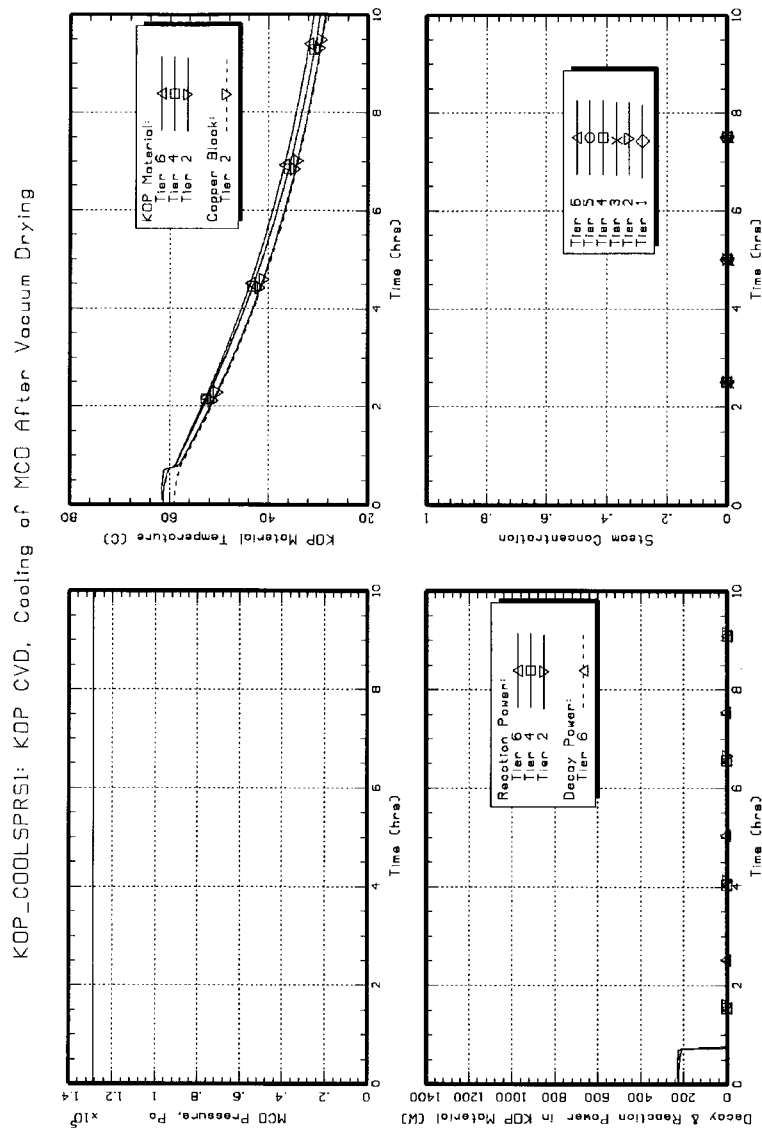 KOP_COOLSPRS1: KOP CVD, Cooling of MCO After Vacuum Drying
x10⁵
1.4
1.2
1
.8
.6
.4
.2
0
MCO Pressure, Pa
0 2 4 6 8 10
Time (hrs)
80
60
40
20
KOP Material Temperature (C)
KOP Material:
Tier 6
Tier 4
Tier 2
Copper Block:
Tier 2
0 2 4 6 8 10
Time (hrs)
1400
1200
1000
800
600
400
200
0
Decay & Reaction Power in KOP Material (W)
Reaction Power:
Tier 6
Tier 4
Tier 2
Decay Power:
Tier 6
0 2 4 6 8 10
Time (hrs)
1
.8
.6
.4
.2
0
Steam Concentration
Tier 6
Tier 5
Tier 4
Tier 3
Tier 2
Tier 1
0 2 4 6 8 10
Time (hrs)